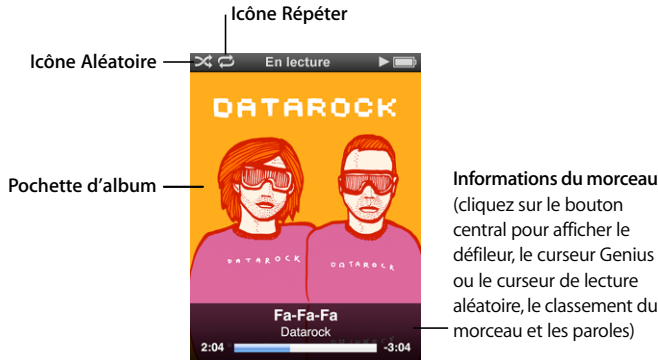 Icône Répéter
Icône Aléatoire
En lecture
DATAROCK
Pochette d'album
Informations du morceau
(cliquez sur le bouton
central pour afficher le
défileur, le curseur Genius
ou le curseur de lecture
aléatoire, le classement du
morceau et les paroles)
DATAROCK
DATAROCK
Fa-Fa-Fa
Datarock
2:04
-3:04